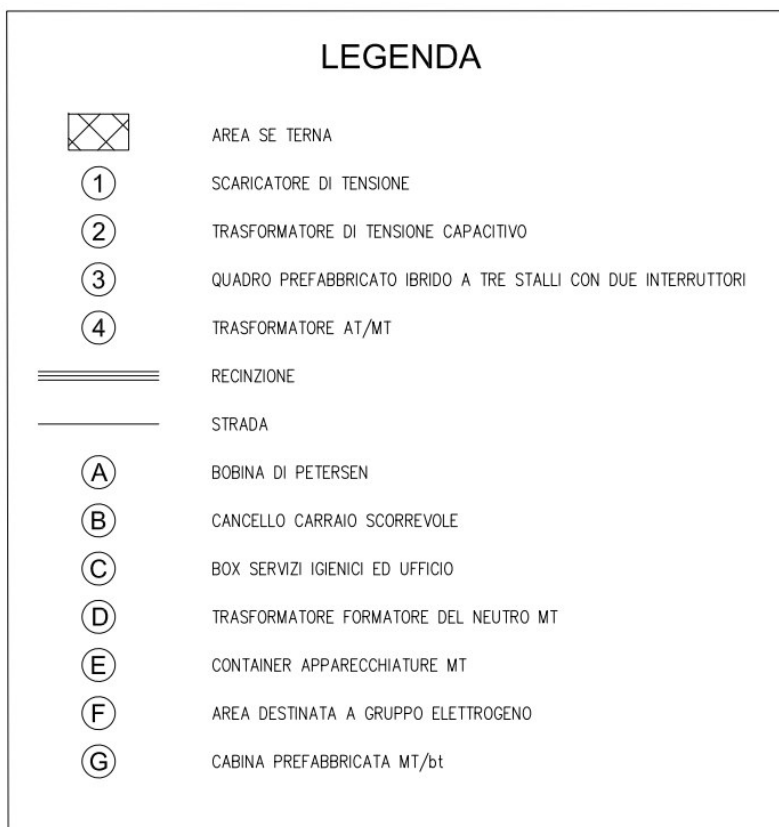 LEGENDA
AREA SE TERNA
1 SCARICATORE DI TENSIONE
2 TRASFORMATORE DI TENSIONE CAPACITIVO
3 QUADRO PREFABBRICATO IBRIDO A TRE STALLI CON DUE INTERRUTTORI
4 TRASFORMATORE AT/MT
RECINZIONE
STRADA
A BOBINA DI PETERSEN
B CANCELLO CARRAIO SCORREVOLE
C BOX SERVIZI IGIENICI ED UFFICIO
D TRASFORMATORE FORMATORE DEL NEUTRO MT
E CONTAINER APPARECCHIATURE MT
F AREA DESTINATA A GRUPPO ELETTROGENO
G CABINA PREFABBRICATA MT/bt